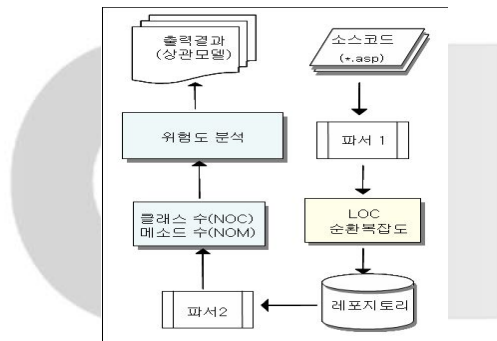 출력결과
(상관모델)
소스코드
(*.asp)
위험도 분석
파서 1
클래스 수(NOC)
메소드 수(NOM)
LOC
순환복잡도
파서2
레포지토리